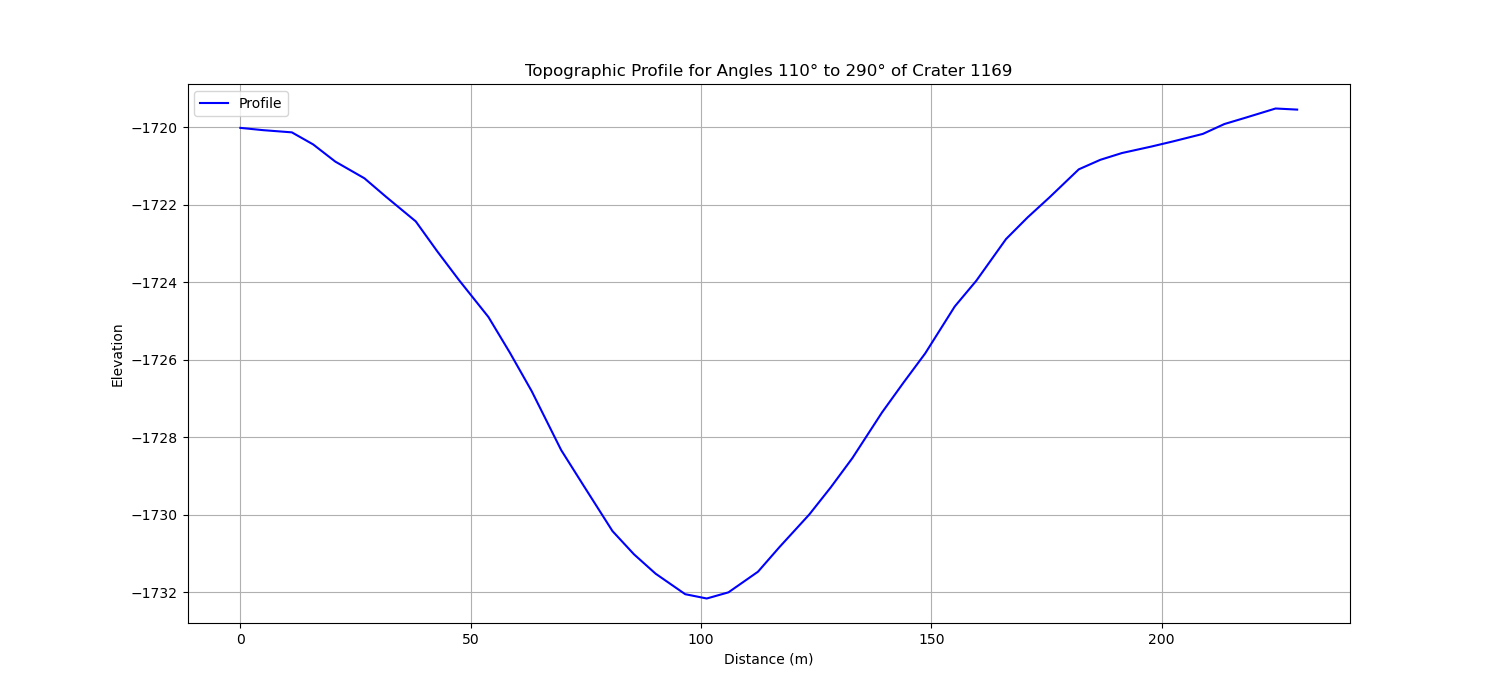 Topographic Profile for Angles 110° to 290° of Crater 1169
Profile
Elevation
−1720
−1722
−1724
−1726
−1728
−1730
−1732
0 50 100 150 200
Distance (m)